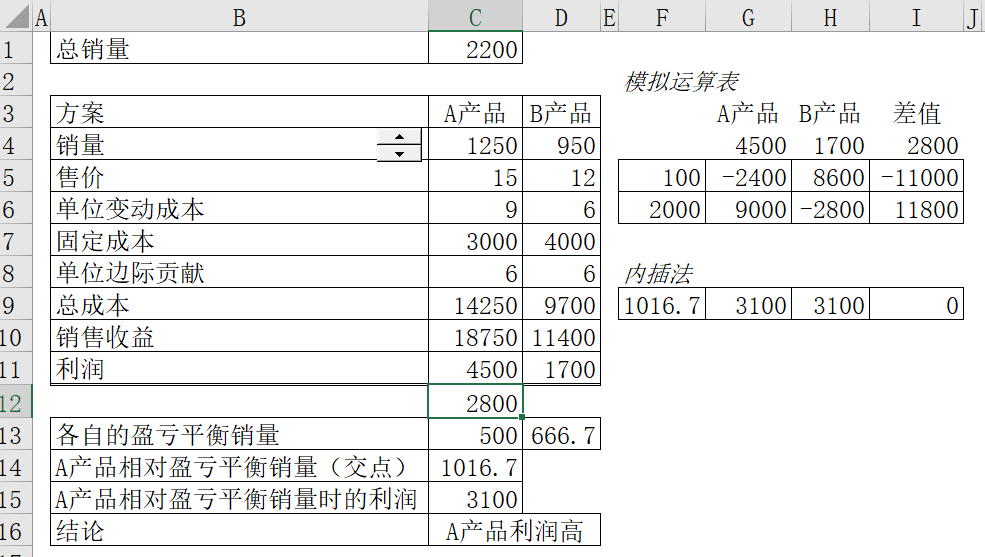 A B C D E F G H I J
1 总销量 2200
2 模拟运算表
3 方案 A产品 B产品 A产品 B产品 差值
4 销量 1250 950 4500 1700 2800
5 售价 15 12 100 -2400 8600 -11000
6 单位变动成本 9 6 2000 9000 -2800 11800
7 固定成本 3000 4000
8 单位边际贡献 6 6 内插法
9 总成本 14250 9700 1016.7 3100 3100 0
10 销售收益 18750 11400
11 利润 4500 1700
12 2800
13 各自的盈亏平衡销量 500 666.7
14 A产品相对盈亏平衡销量（交点） 1016.7
15 A产品相对盈亏平衡销量时的利润 3100
16 结论 A产品利润高